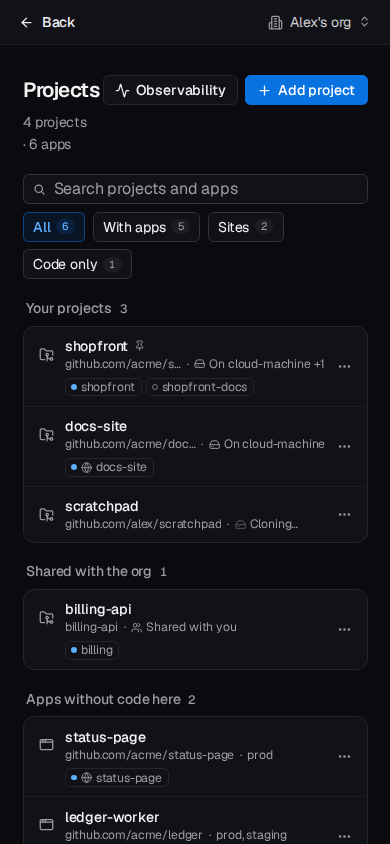 Back
Alex's org
Projects
Observability
Add project
4 projects
· 6 apps
Search projects and apps
All 6
With apps 5
Sites 2
Code only 1
Your projects 3
shopfront
github.com/acme/s... · On cloud-machine +1
shopfront
shopfront-docs
docs-site
github.com/acme/doc... · On cloud-machine
docs-site
scratchpad
github.com/alex/scratchpad · Cloning...
Shared with the org 1
billing-api
billing-api · Shared with you
billing
Apps without code here 2
status-page
github.com/acme/status-page · prod
status-page
ledger-worker
github.com/acme/ledger · prod, staging